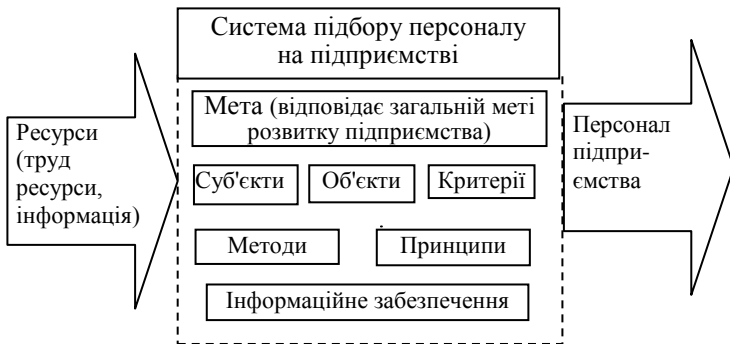 Система підбору персоналу
на підприємстві
Мета (відповідає загальній меті
розвитку підприємства)
Ресурси
(труд
ресурси,
інформація)
Суб'єкти
Об'єкти
Критерії
Методи
Принципи
Інформаційне забезпечення
Персонал
підпри-
ємства